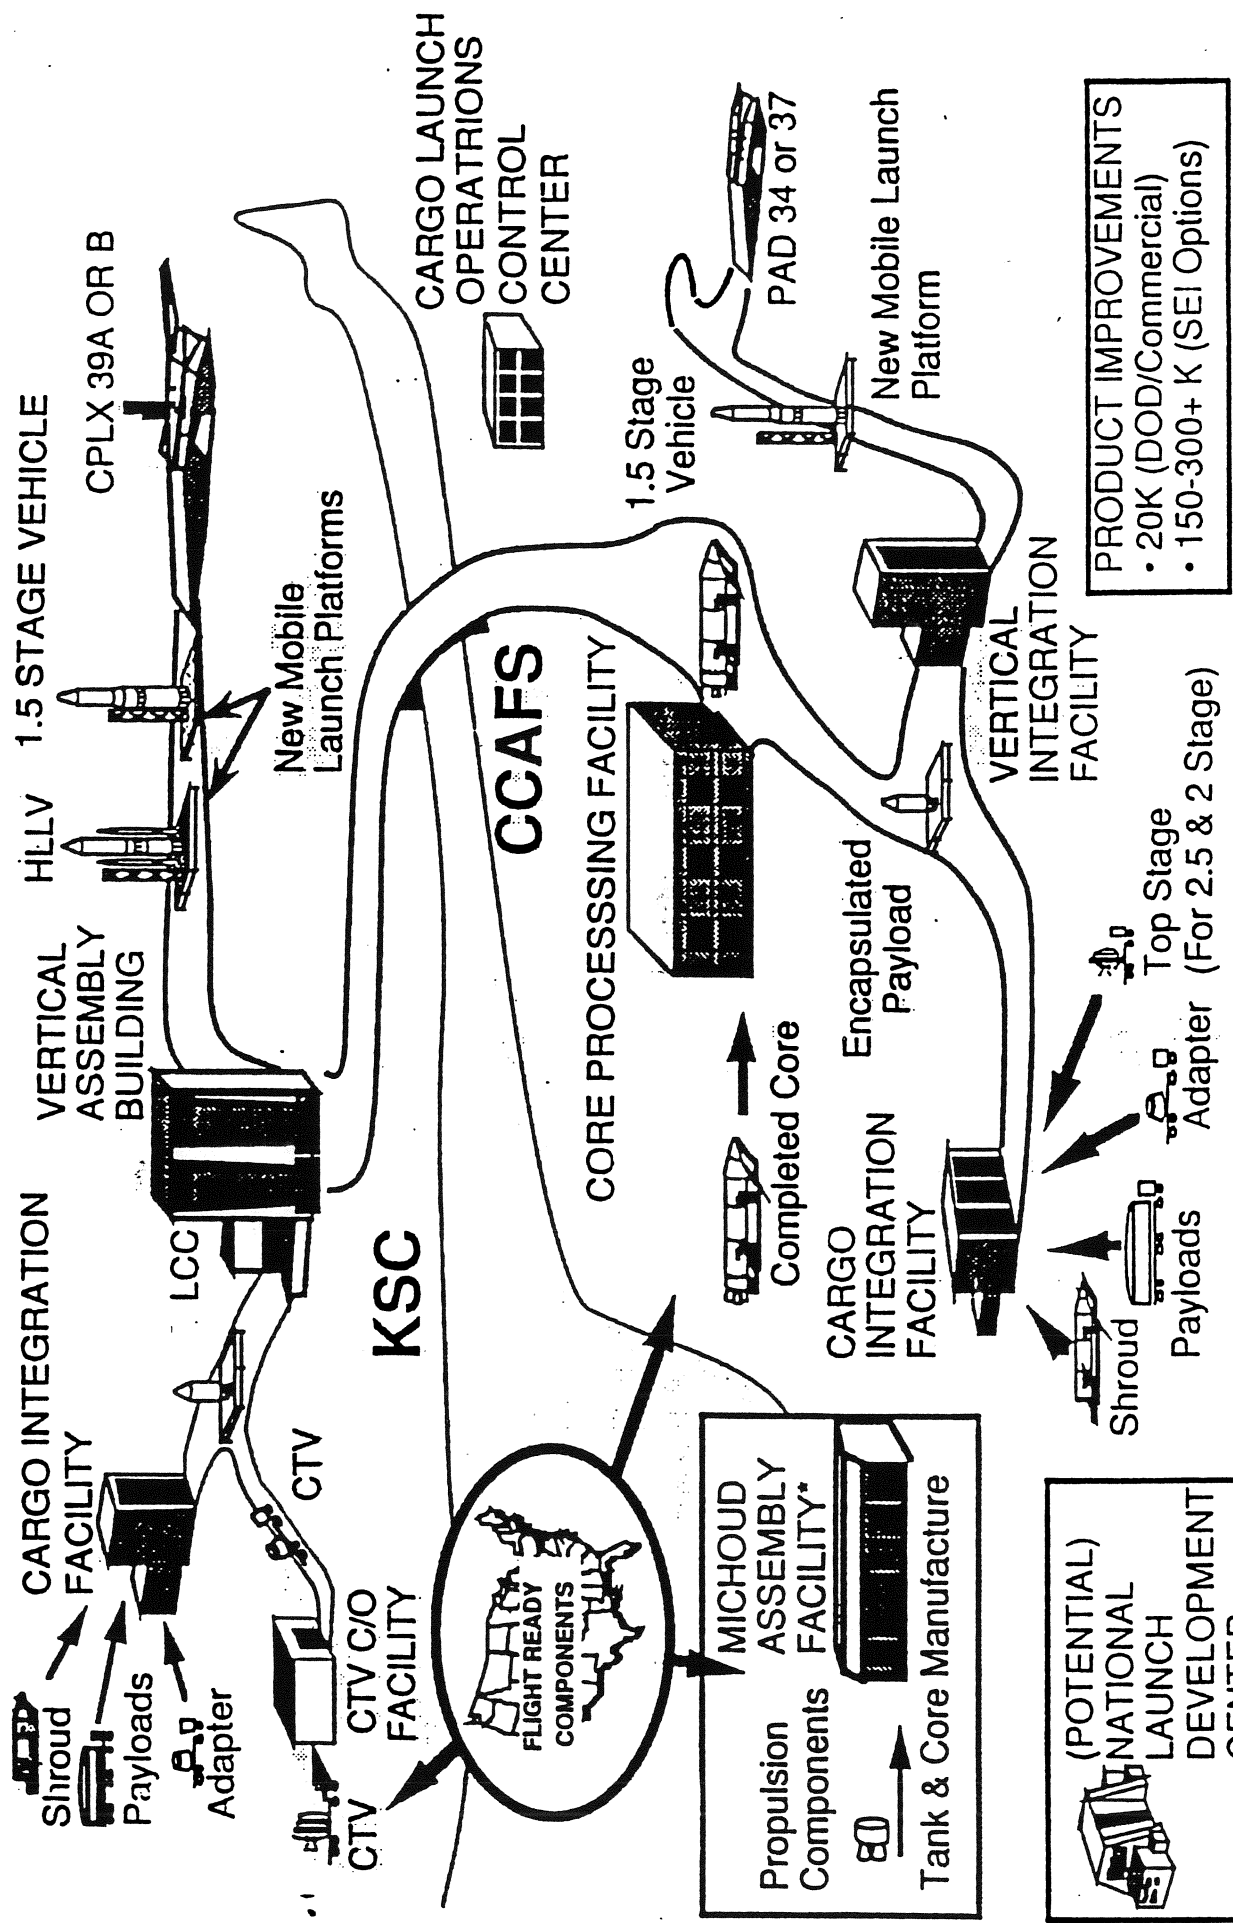 Shroud
Payloads
Adapter
CARGO INTEGRATION
FACILITY
LCC
VERTICAL
ASSEMBLY
BUILDING
HLLV
1.5 STAGE VEHICLE
CPLX 39A OR B
New Mobile
Launch Platforms
CTV
CTV C/O
FACILITY
CTV
KSC
CCAFS
CARGO LAUNCH
OPERATRIONS
CONTROL
CENTER
FLIGHT READY
COMPONENTS
CORE PROCESSSING FACILITY
Completed Core
1.5 Stage
Vehicle
PAD 34 or 37
New Mobile Launch
Platform
Encapsulated
Payload
VERTICAL
INTEGRATION
FACILITY
CARGO
INTEGRATION
FACILITY
Shroud
Payloads
Adapter
Top Stage
(For 2.5 & 2 Stage)
MICHOUD
ASSEMBLY
FACILITY*
Propulsion
Components
Tank & Core Manufacture
(POTENTIAL)
NATIONAL
LAUNCH
DEVELOPMENT
CENTER
PRODUCT IMPROVEMENTS
• 20K (DOD/Commercial)
• 150-300+ K (SEI Options)